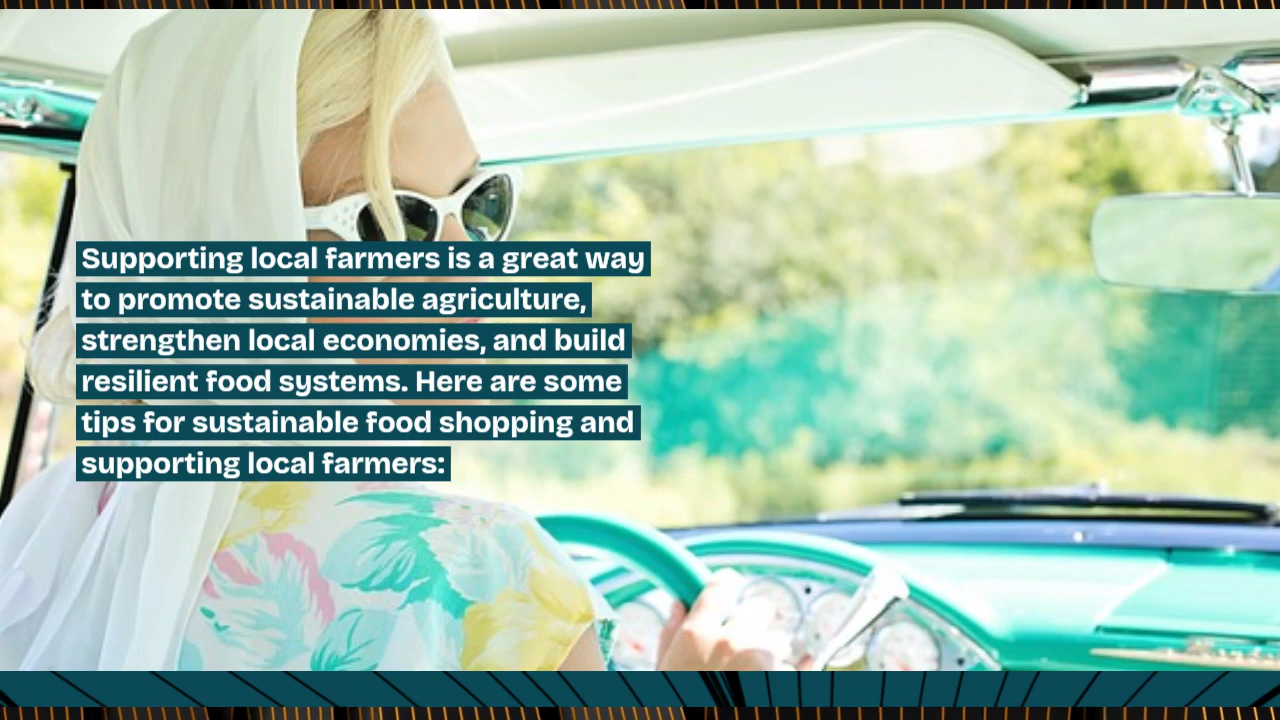 Supporting local farmers is a great way
to promote sustainable agriculture,
strengthen local economies, and build
resilient food systems. Here are some
tips for sustainable food shopping and
supporting local farmers: